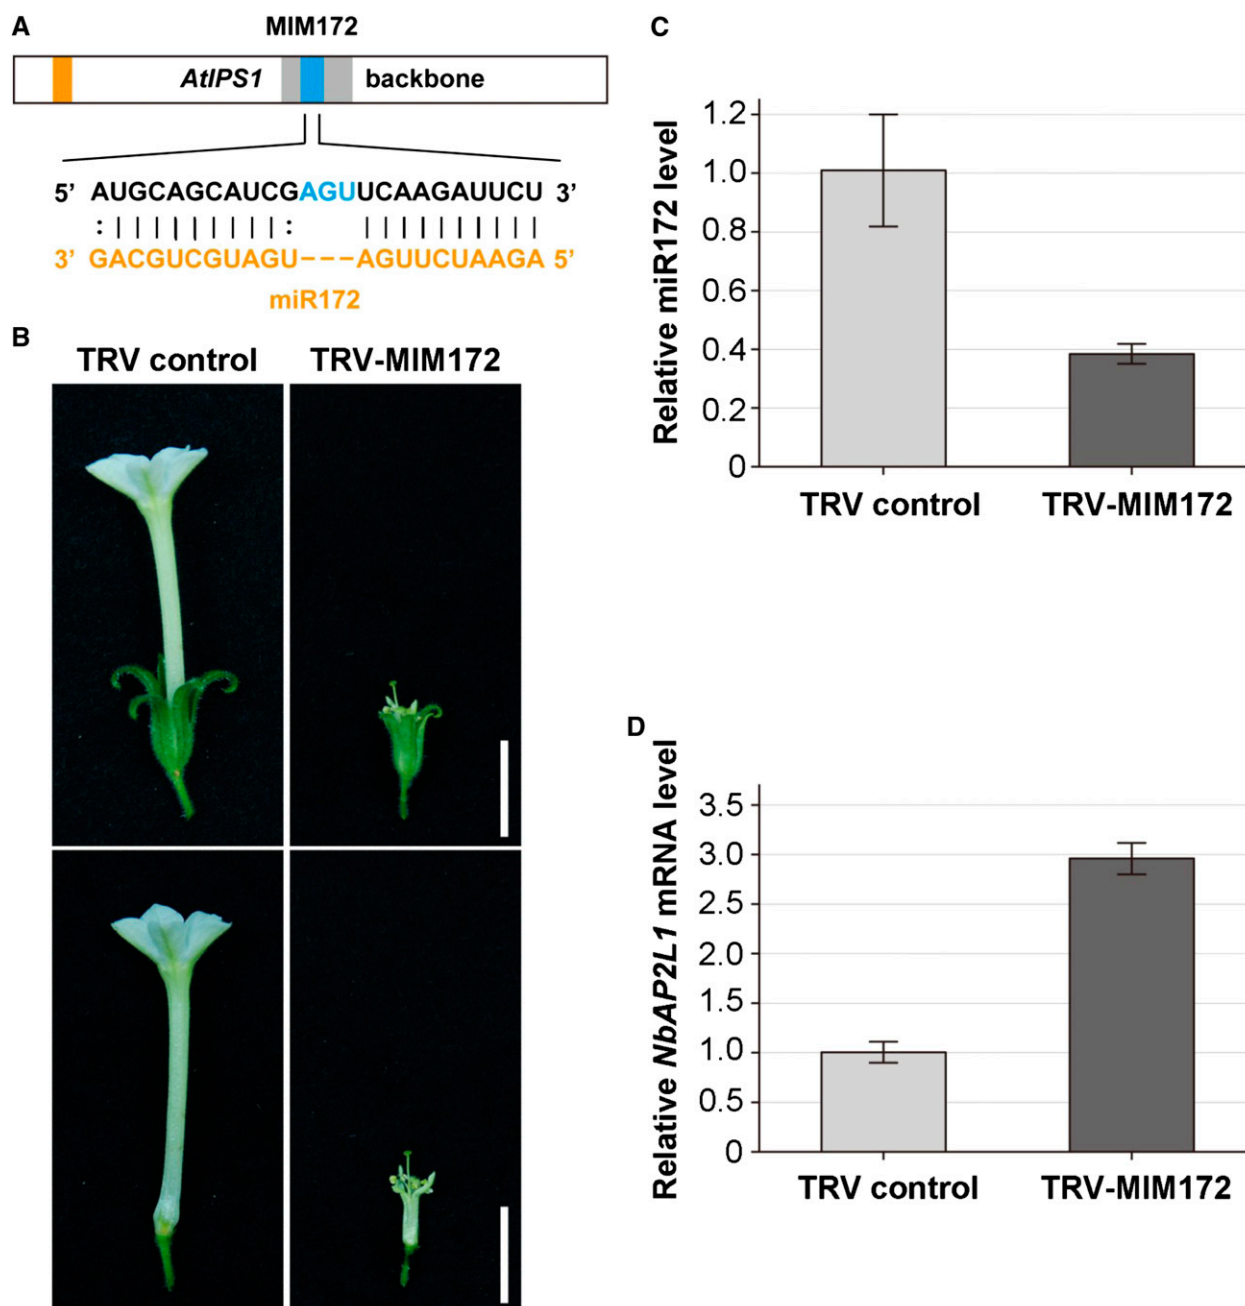 A
MIM172
AtIPS1 backbone
5’ AUGCAGCAUCGAGUUCAAGAUUCU 3’
3’ GACGUCGUAGU---AGUUCUAAGA 5’
miR172
B
TRV control TRV-MIM172
C
Relative miR172 level
1.2
1.0
0.8
0.6
0.4
0.2
0
TRV control TRV-MIM172
D
Relative NbAP2L1 mRNA level
3.5
3.0
2.5
2.0
1.5
1.0
0.5
0
TRV control TRV-MIM172